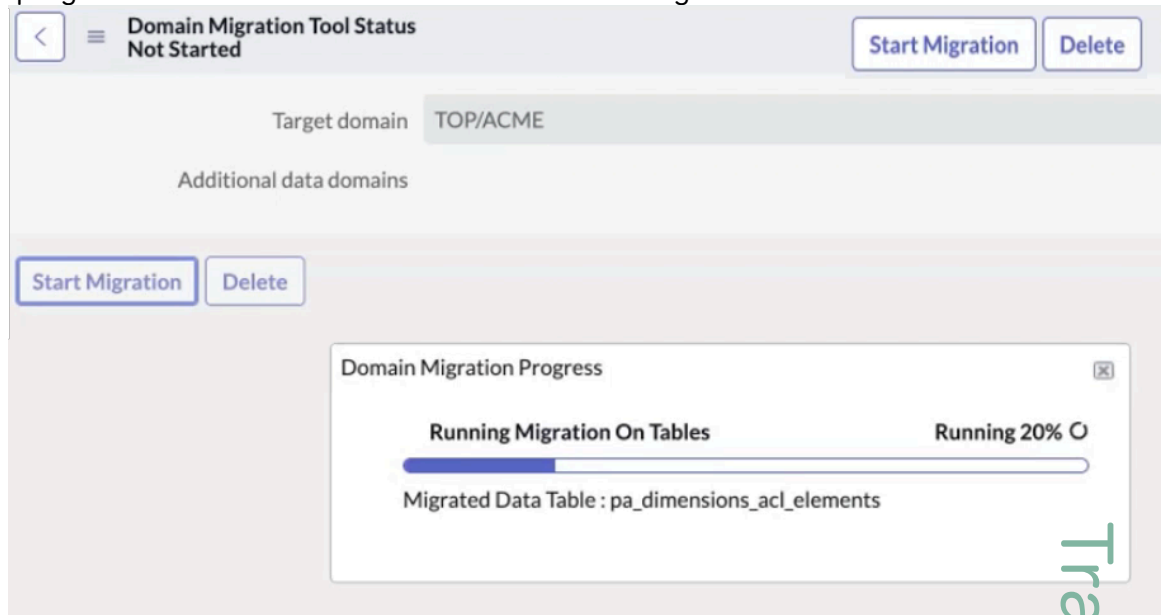 Domain Migration Tool Status
Not Started
Start Migration
Delete
Target domain TOP/ACME
Additional data domains
Start Migration
Delete
Domain Migration Progress
Running Migration On Tables Running 20%
Migrated Data Table : pa_dimensions_acl_elements
Tra